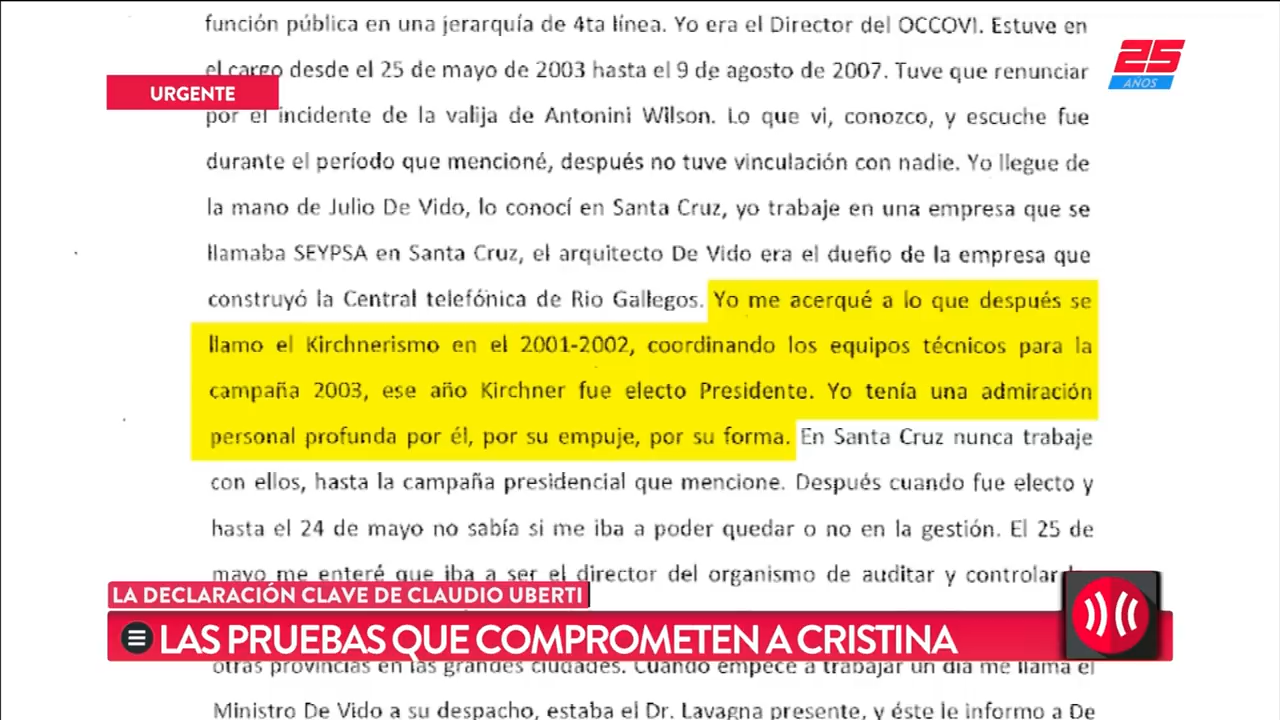 función pública en una jerarquía de 4ta línea. Yo era el Director del OCCOVI. Estuve en
25
AÑOS
el cargo desde el 25 de mayo de 2003 hasta el 9 de agosto de 2007. Tuve que renunciar
URGENTE
por el incidente de la valija de Antonini Wilson. Lo que vi, conozco, y escuche fue
durante el período que mencioné, después no tuve vinculación con nadie. Yo llegue de
la mano de Julio De Vido, lo conocí en Santa Cruz, yo trabaje en una empresa que se
llamaba SEYPSA en Santa Cruz, el arquitecto De Vido era el dueño de la empresa que
construyó la Central telefónica de Rio Gallegos. Yo me acerqué a lo que después se
llamo el Kirchnerismo en el 2001-2002, coordinando los equipos técnicos para la
campaña 2003, ese año Kirchner fue electo Presidente. Yo tenía una admiración
personal profunda por él, por su empuje, por su forma. En Santa Cruz nunca trabaje
con ellos, hasta la campaña presidencial que mencione. Después cuando fue electo y
hasta el 24 de mayo no sabía si me iba a poder quedar o no en la gestión. El 25 de
mayo me enteré que iba a ser el director del organismo de auditar y controlar
LA DECLARACIÓN CLAVE DE CLAUDIO UBERTI
LAS PRUEBAS QUE COMPROMETEN A CRISTINA
otras provincias en las grandes ciudades. Cuando empecé a trabajar un día me llama el
Ministro De Vido a su despacho, estaba el Dr. Lavagna presente, y éste le informo a De